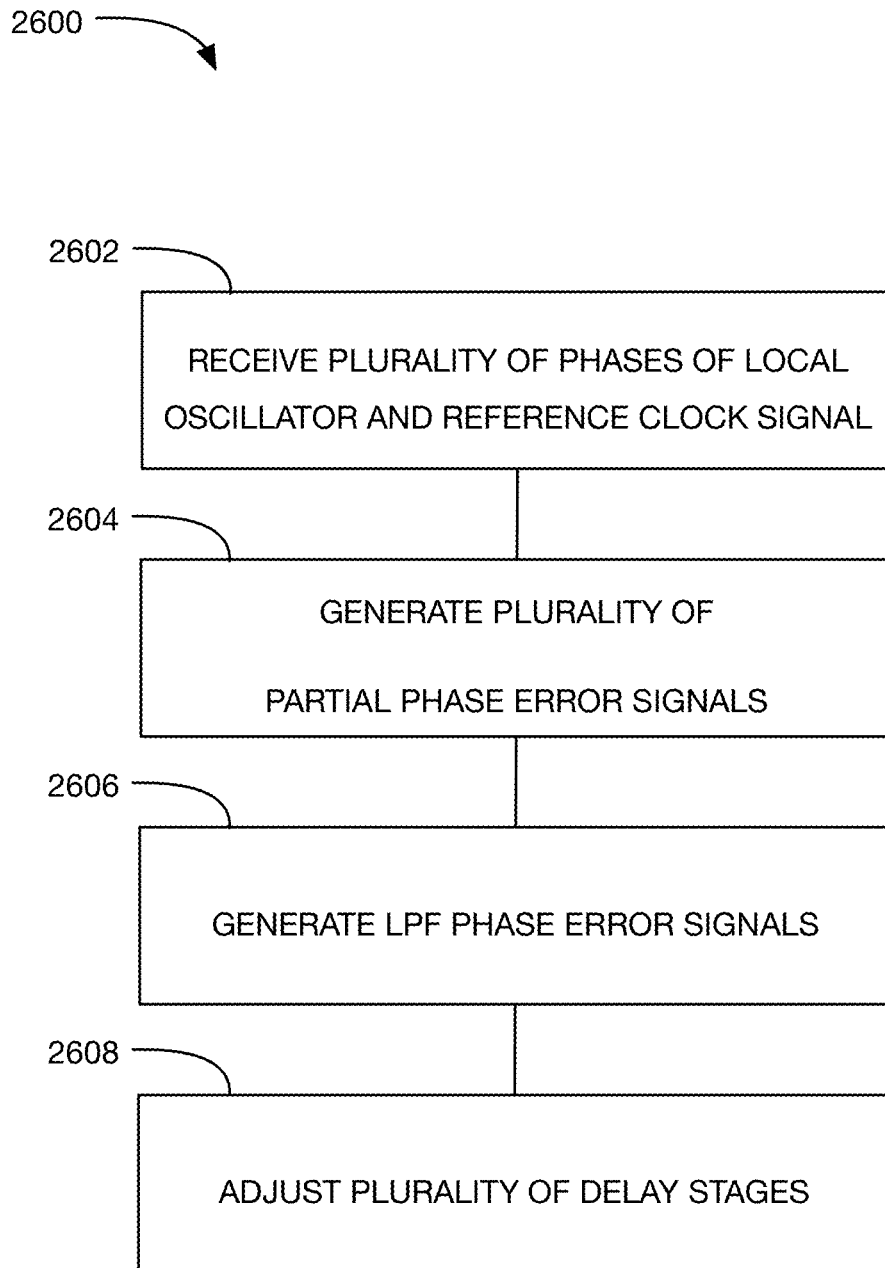 2600
2602
RECEIVE PLURALITY OF PHASES OF LOCAL
OSCILLATOR AND REFERENCE CLOCK SIGNAL
2604
GENERATE PLURALITY OF
PARTIAL PHASE ERROR SIGNALS
2606
GENERATE LPF PHASE ERROR SIGNALS
2608
ADJUST PLURALITY OF DELAY STAGES